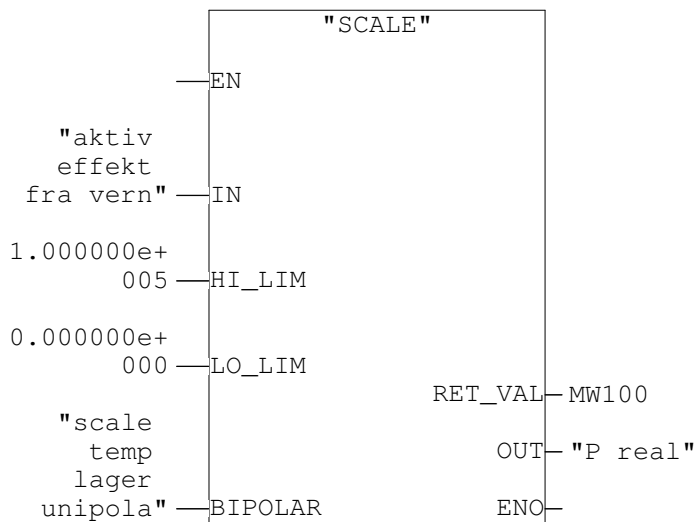 "SCALE"
EN
"aktiv
effekt
fra vern"
IN
1.000000e+
005
HI_LIM
0.000000e+
000
LO_LIM
RET_VAL
MW100
"scale
temp
lager
unipola"
OUT
"P real"
BIPOLAR
ENO